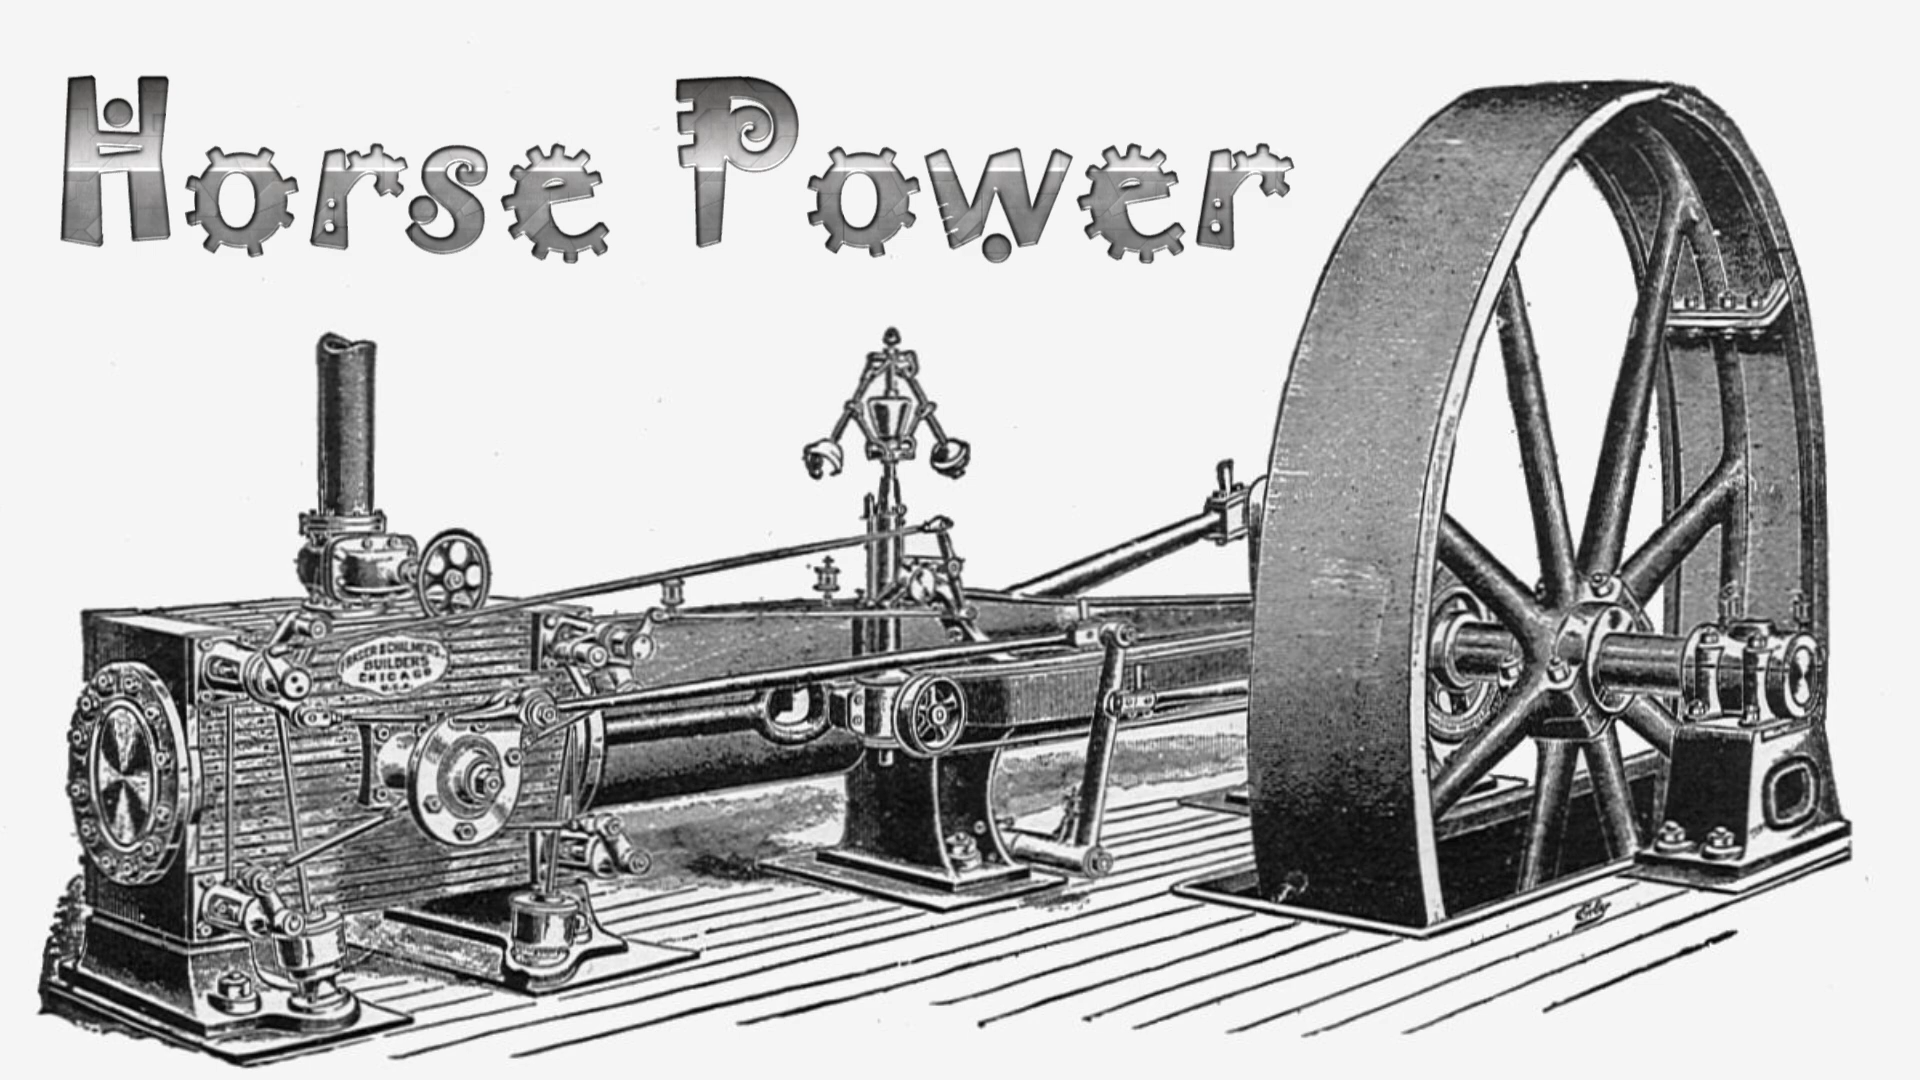 Horse Power
FRASER & CHALMERS
BUILDERS
CHICAGO
U.S.A.